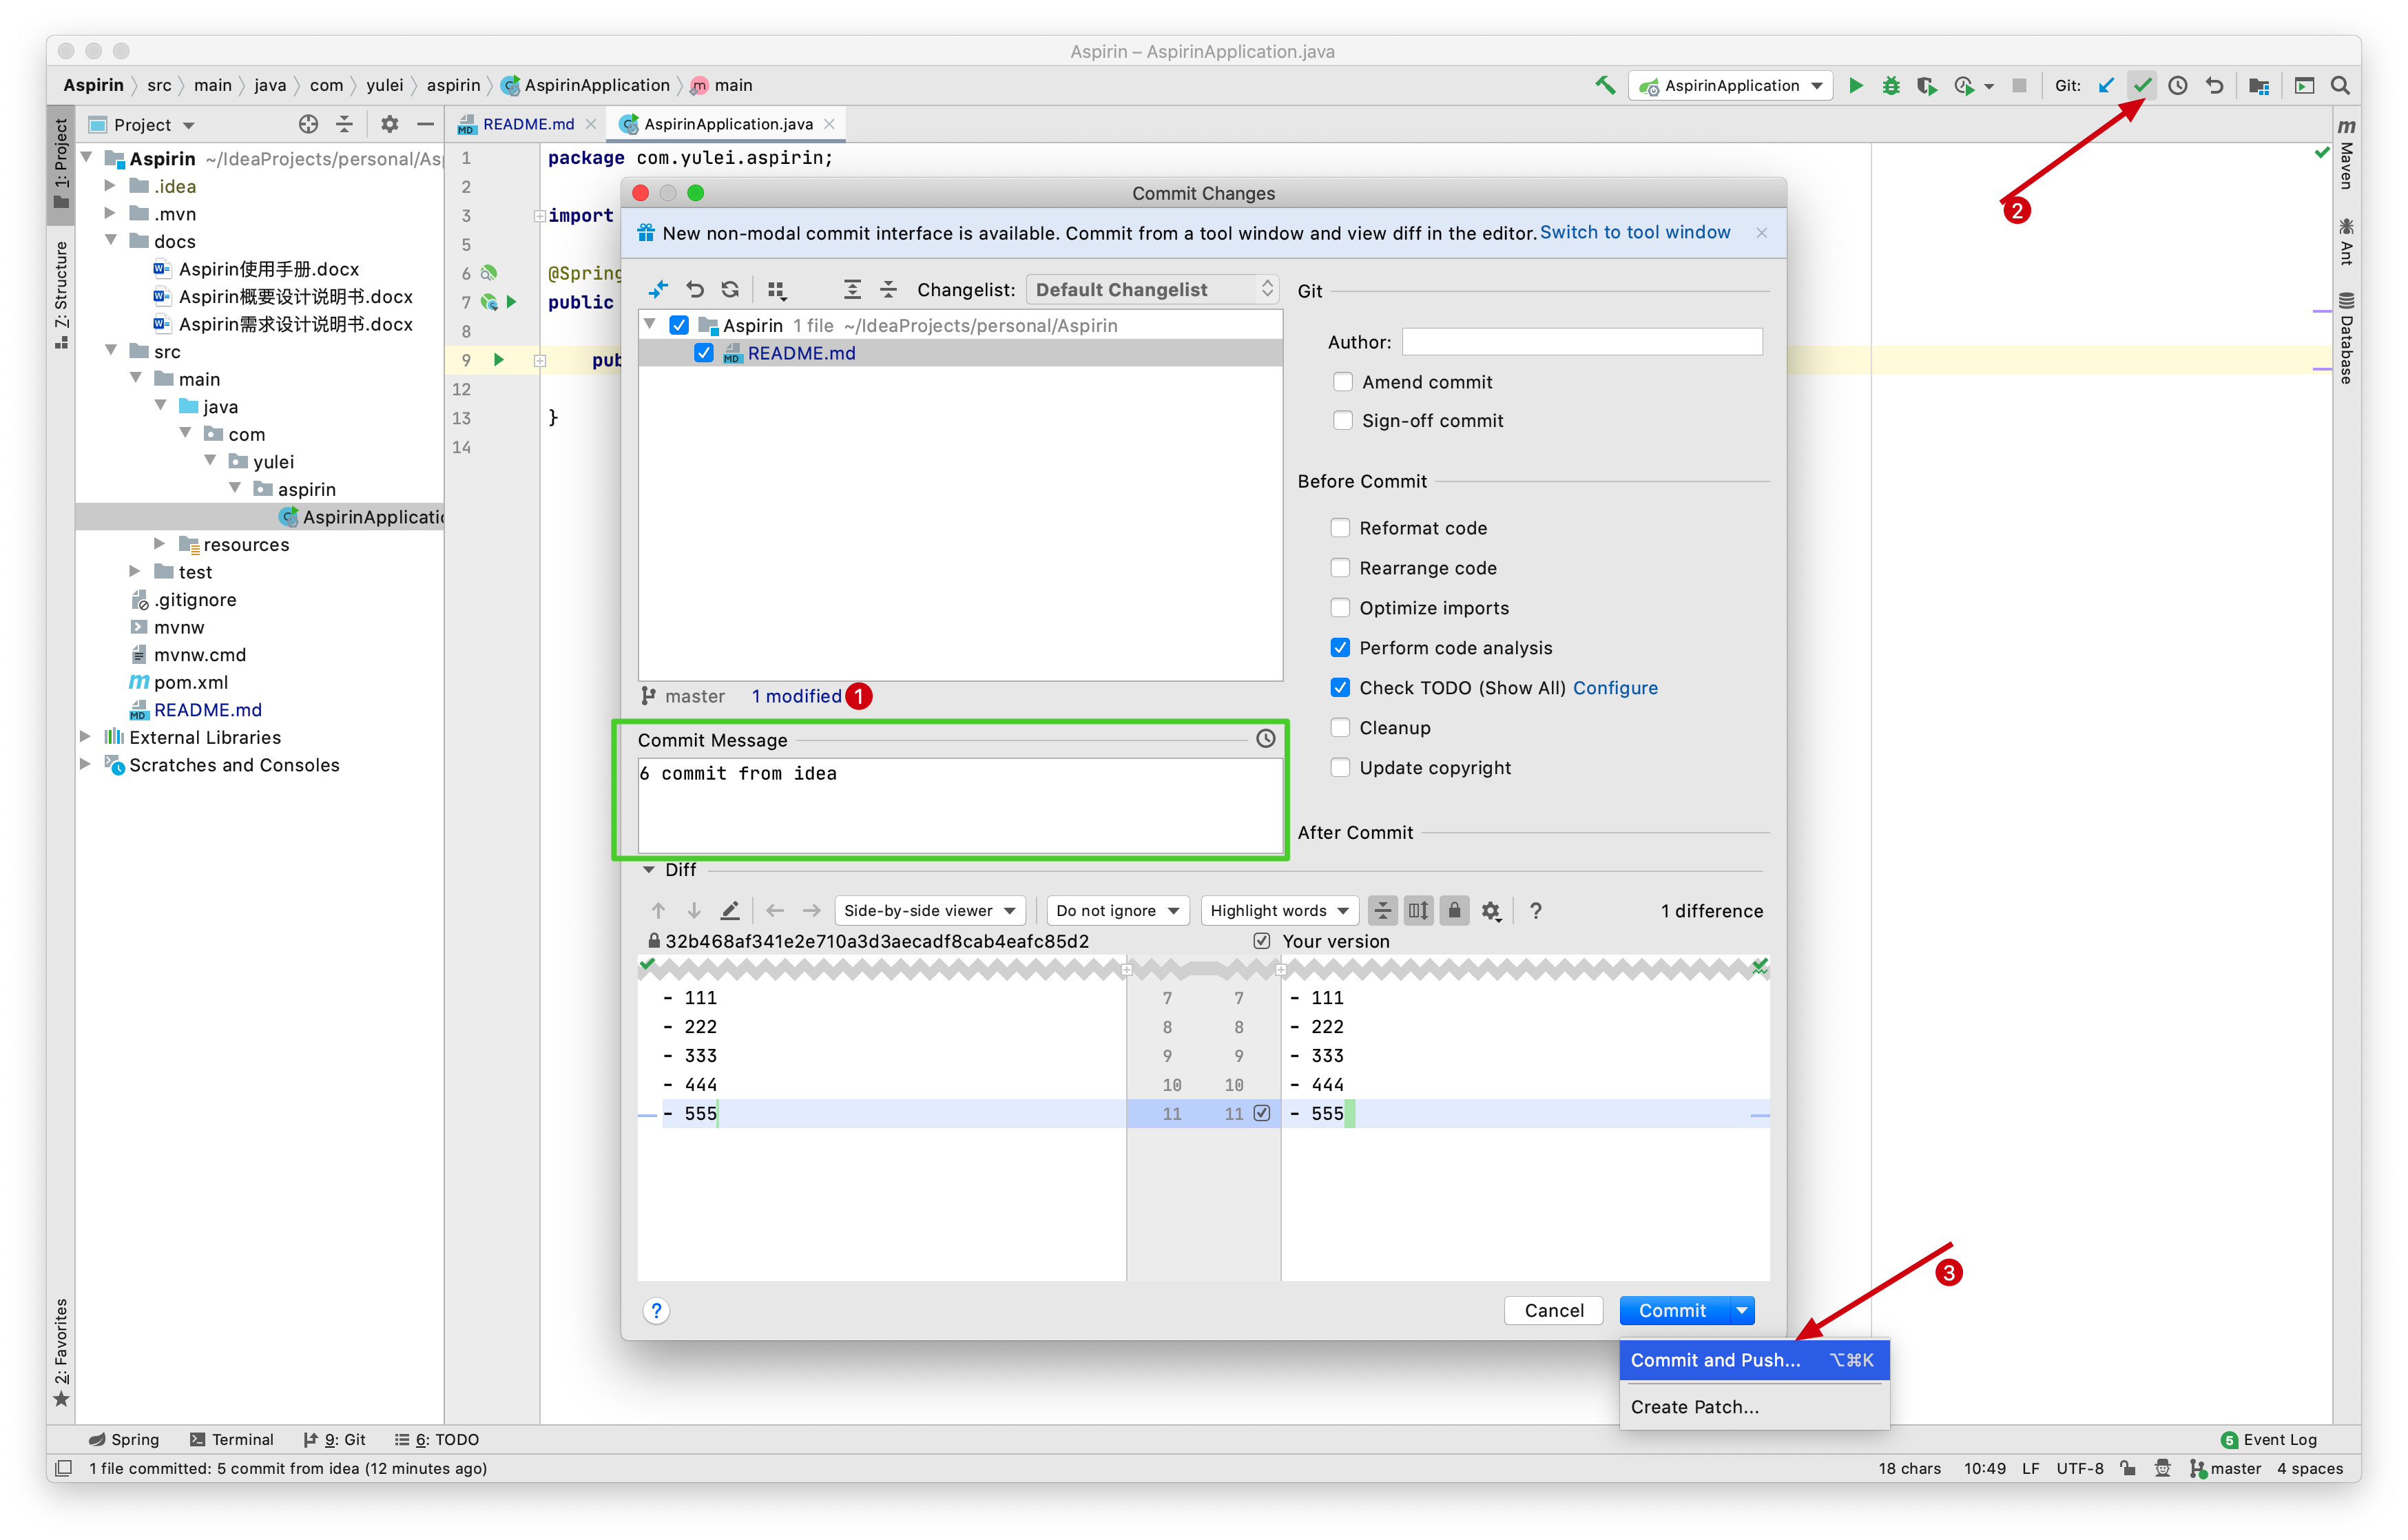 Aspirin – AspirinApplication.java
Aspirin src main java com yulei aspirin AspirinApplication m main
AspirinApplication Git:
2
1: Project
Z: Structure
2: Favorites
Project
Aspirin ~/IdeaProjects/personal/As
.idea
.mvn
docs
Aspirin使用手册.docx
Aspirin概要设计说明书.docx
Aspirin需求设计说明书.docx
src
main
java
com
yulei
aspirin
AspirinApplicatio
resources
test
.gitignore
mvnw
mvnw.cmd
pom.xml
README.md
External Libraries
Scratches and Consoles
README.md AspirinApplication.java
1 package com.yulei.aspirin;
2
3 import
5
6 @Spring
7 public
8
9 pub
12
13 }
14
Maven
Ant
Database
Commit Changes
New non-modal commit interface is available. Commit from a tool window and view diff in the editor. Switch to tool window
Changelist: Default Changelist
Aspirin 1 file ~/IdeaProjects/personal/Aspirin
README.md
master 1 modified 1
Commit Message
6 commit from idea
Git
Author:
Amend commit
Sign-off commit
Before Commit
Reformat code
Rearrange code
Optimize imports
Perform code analysis
Check TODO (Show All) Configure
Cleanup
Update copyright
After Commit
Diff
Side-by-side viewer Do not ignore Highlight words ? 1 difference
32b468af341e2e710a3d3aecadf8cab4eafc85d2 Your version
- 111 7 7 - 111
- 222 8 8 - 222
- 333 9 9 - 333
- 444 10 10 - 444
- 555 11 11 - 555
? Cancel Commit
3
Commit and Push... ⌥⌘K
Create Patch...
Spring Terminal 9: Git 6: TODO 5 Event Log
1 file committed: 5 commit from idea (12 minutes ago) 18 chars 10:49 LF UTF-8 master 4 spaces